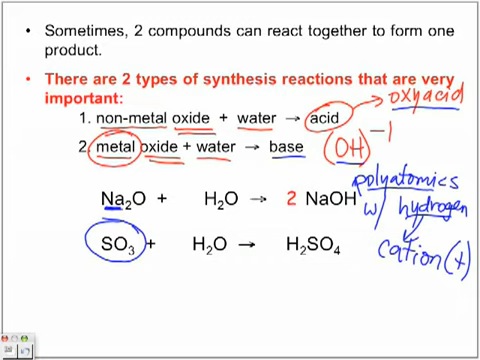 • Sometimes, 2 compounds can react together to form one
product.
• There are 2 types of synthesis reactions that are very
important:
1. non-metal oxide + water → acid → oxyacid
2. metal oxide + water → base (OH)⁻¹
polyatomics
Na₂O + H₂O → 2 NaOH w/ hydrogen
SO₃ + H₂O → H₂SO₄ cation (+)